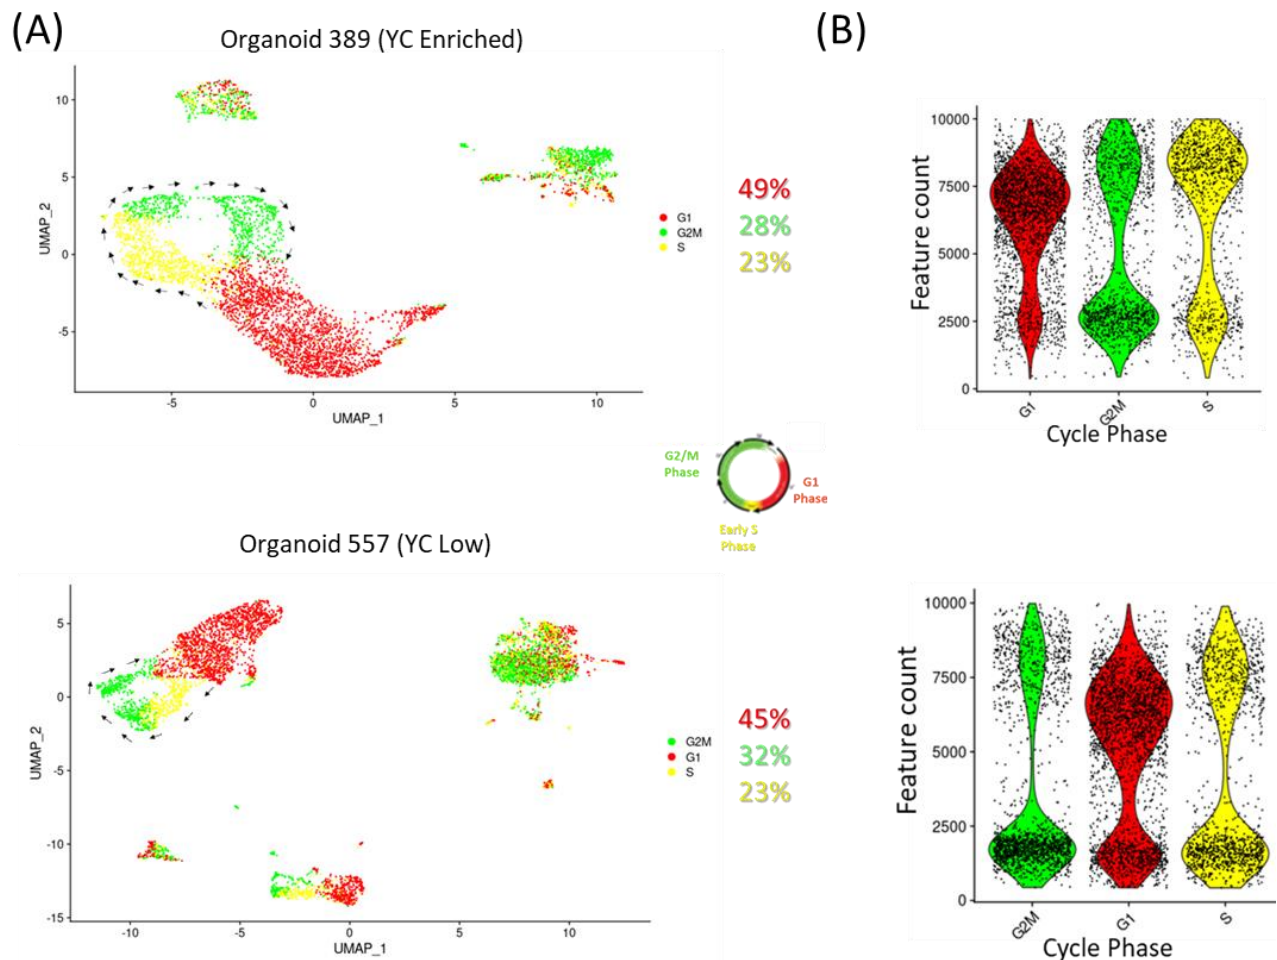 (A)
Organoid 389 (YC Enriched)
10
5
0
-5
UMAP_2
-5
0
5
10
UMAP_1
G1
G2M
S
49%
28%
23%
(B)
10000
7500
5000
2500
0
Feature count
G1
G2M
S
Cycle Phase
G2/M
Phase
G1
Phase
Early S
Phase
Organoid 557 (YC Low)
5
0
-5
-10
-15
UMAP_2
-10
-5
0
5
10
UMAP_1
G2M
G1
S
45%
32%
23%
10000
7500
5000
2500
0
Feature count
G2M
G1
S
Cycle Phase